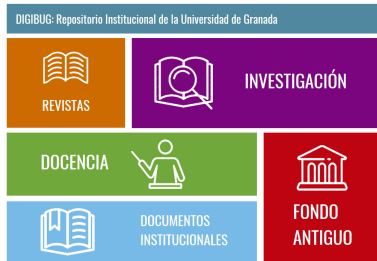 DIGIBUG: Repositorio Institucional de la Universidad de Granada
REVISTAS
INVESTIGACIÓN
DOCENCIA
DOCUMENTOS
INSTITUCIONALES
FONDO
ANTIGUO